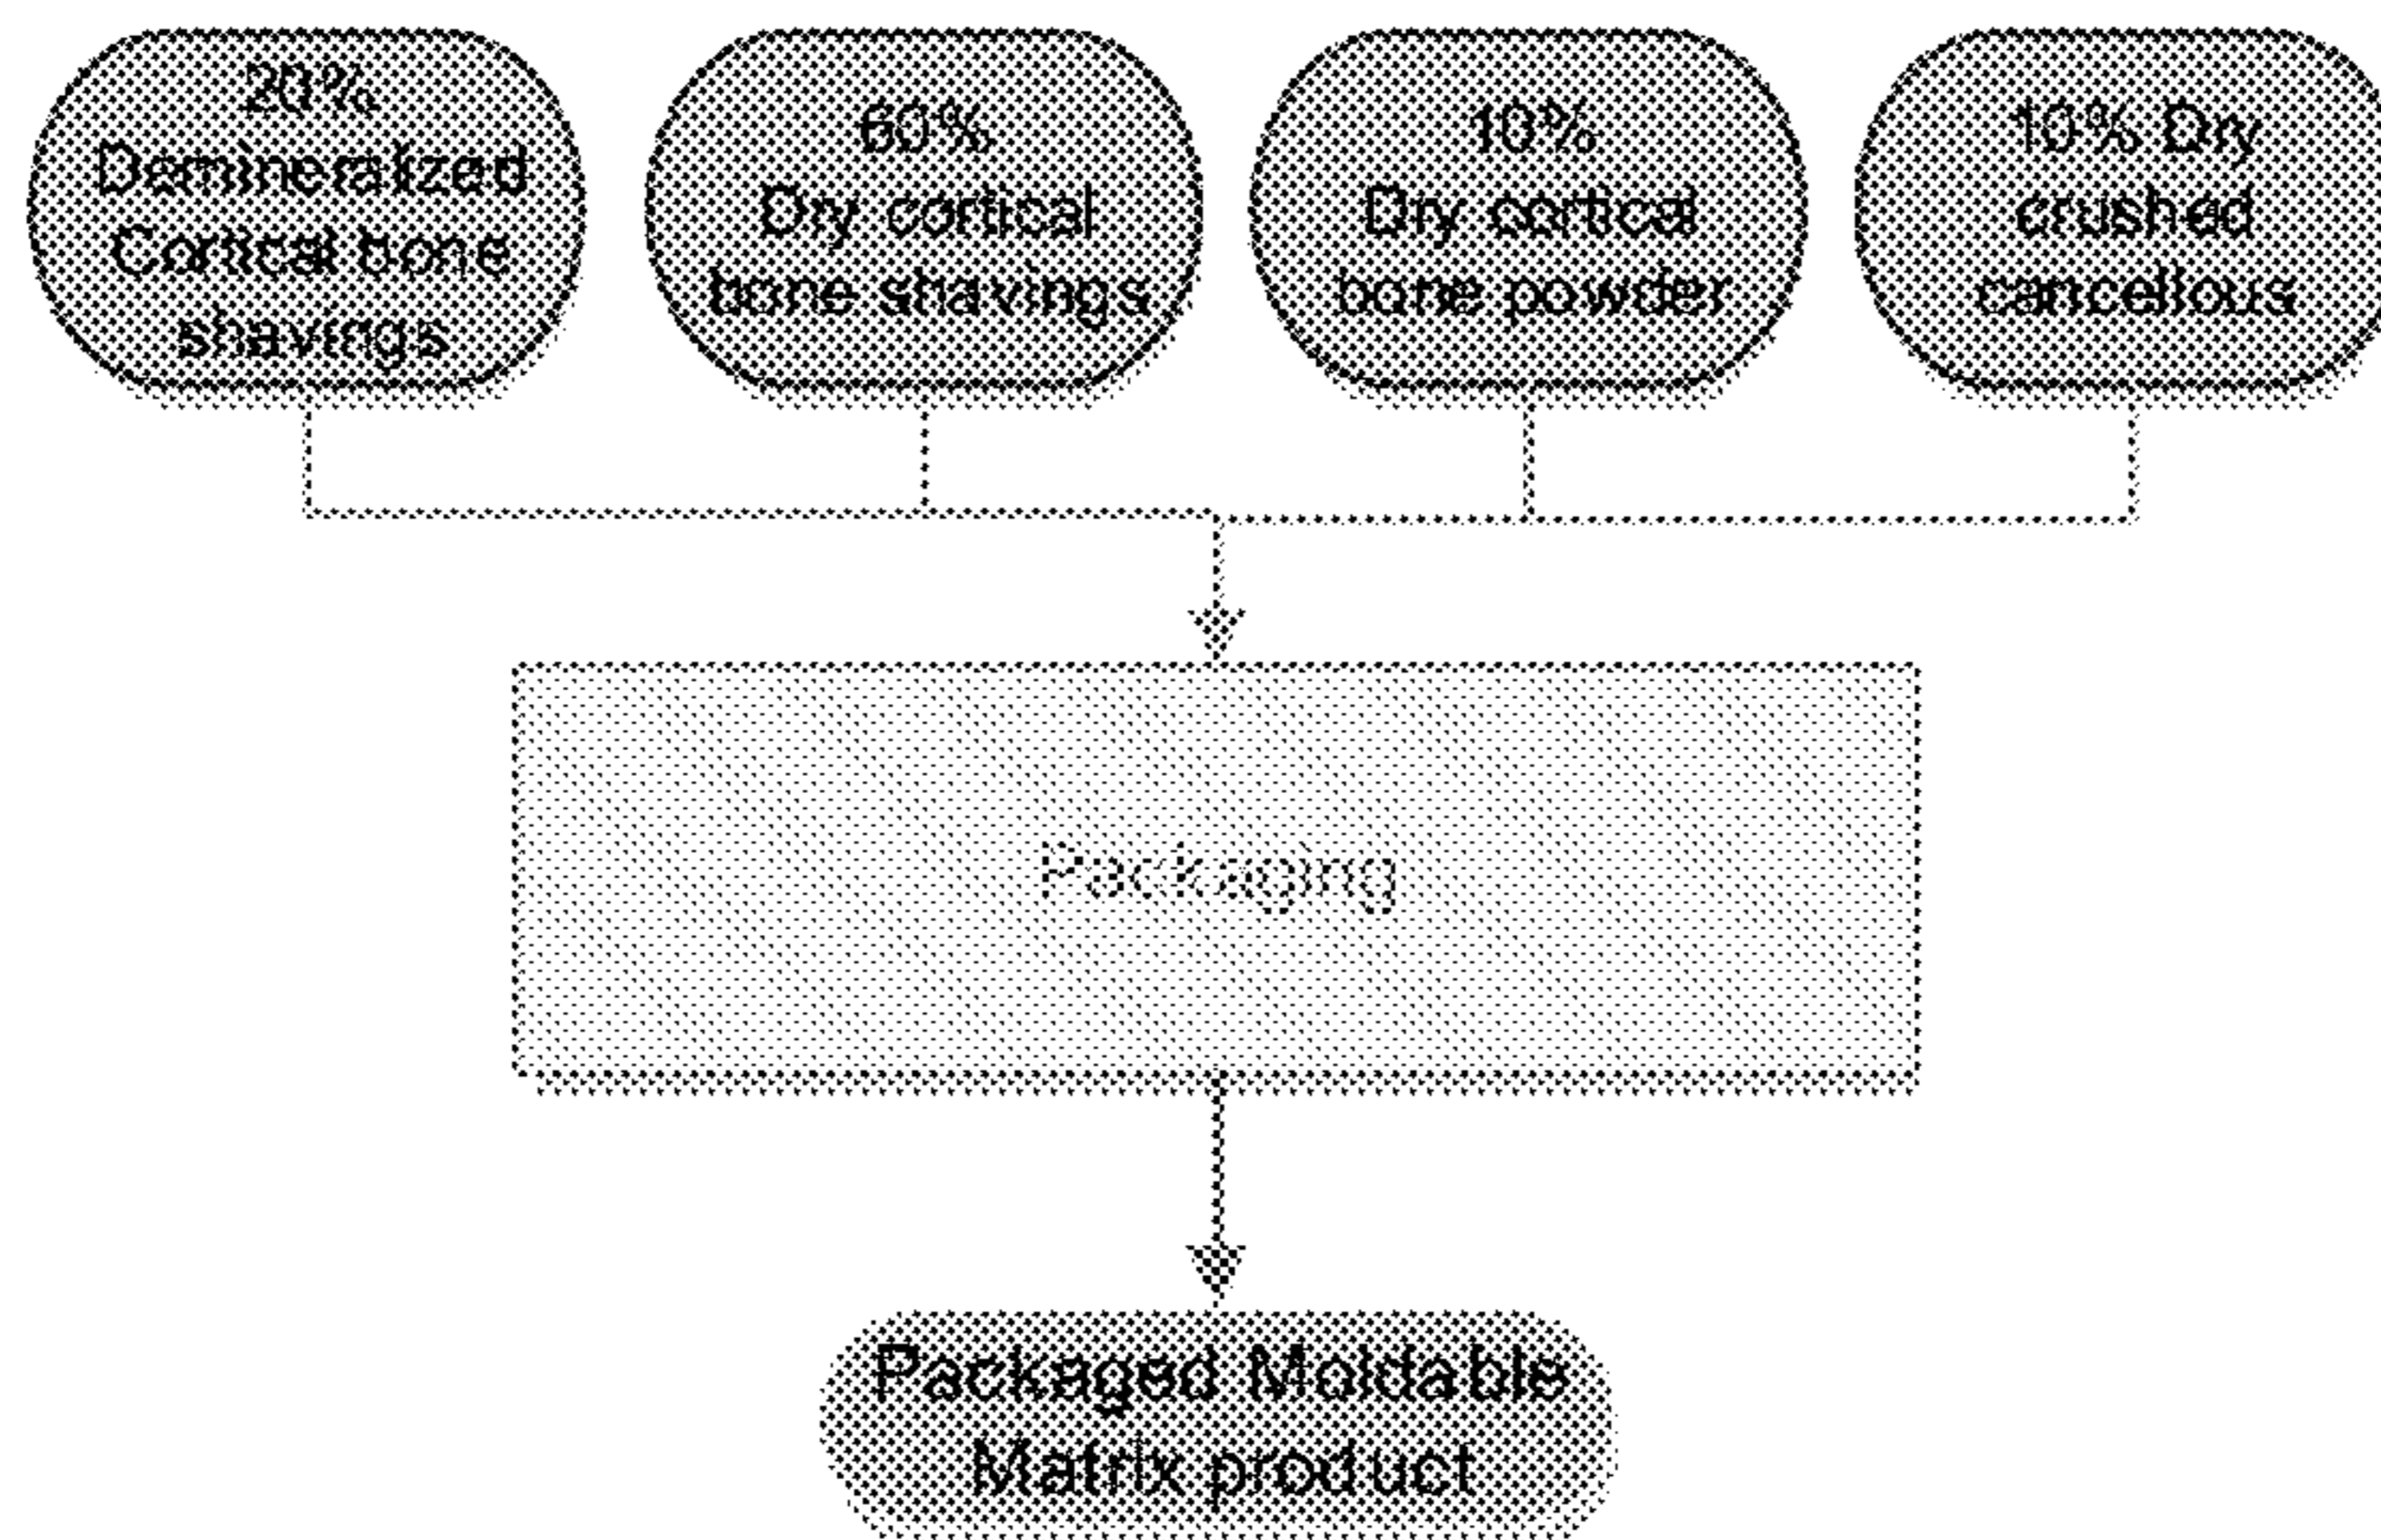 20%
Demineralized
Cortical bone
shavings
60%
Dry cortical
bone shavings
10%
Dry cortical
bone powder
10% Dry
crushed
cancellous
Packaging
Packaged Moldable
Matrix product